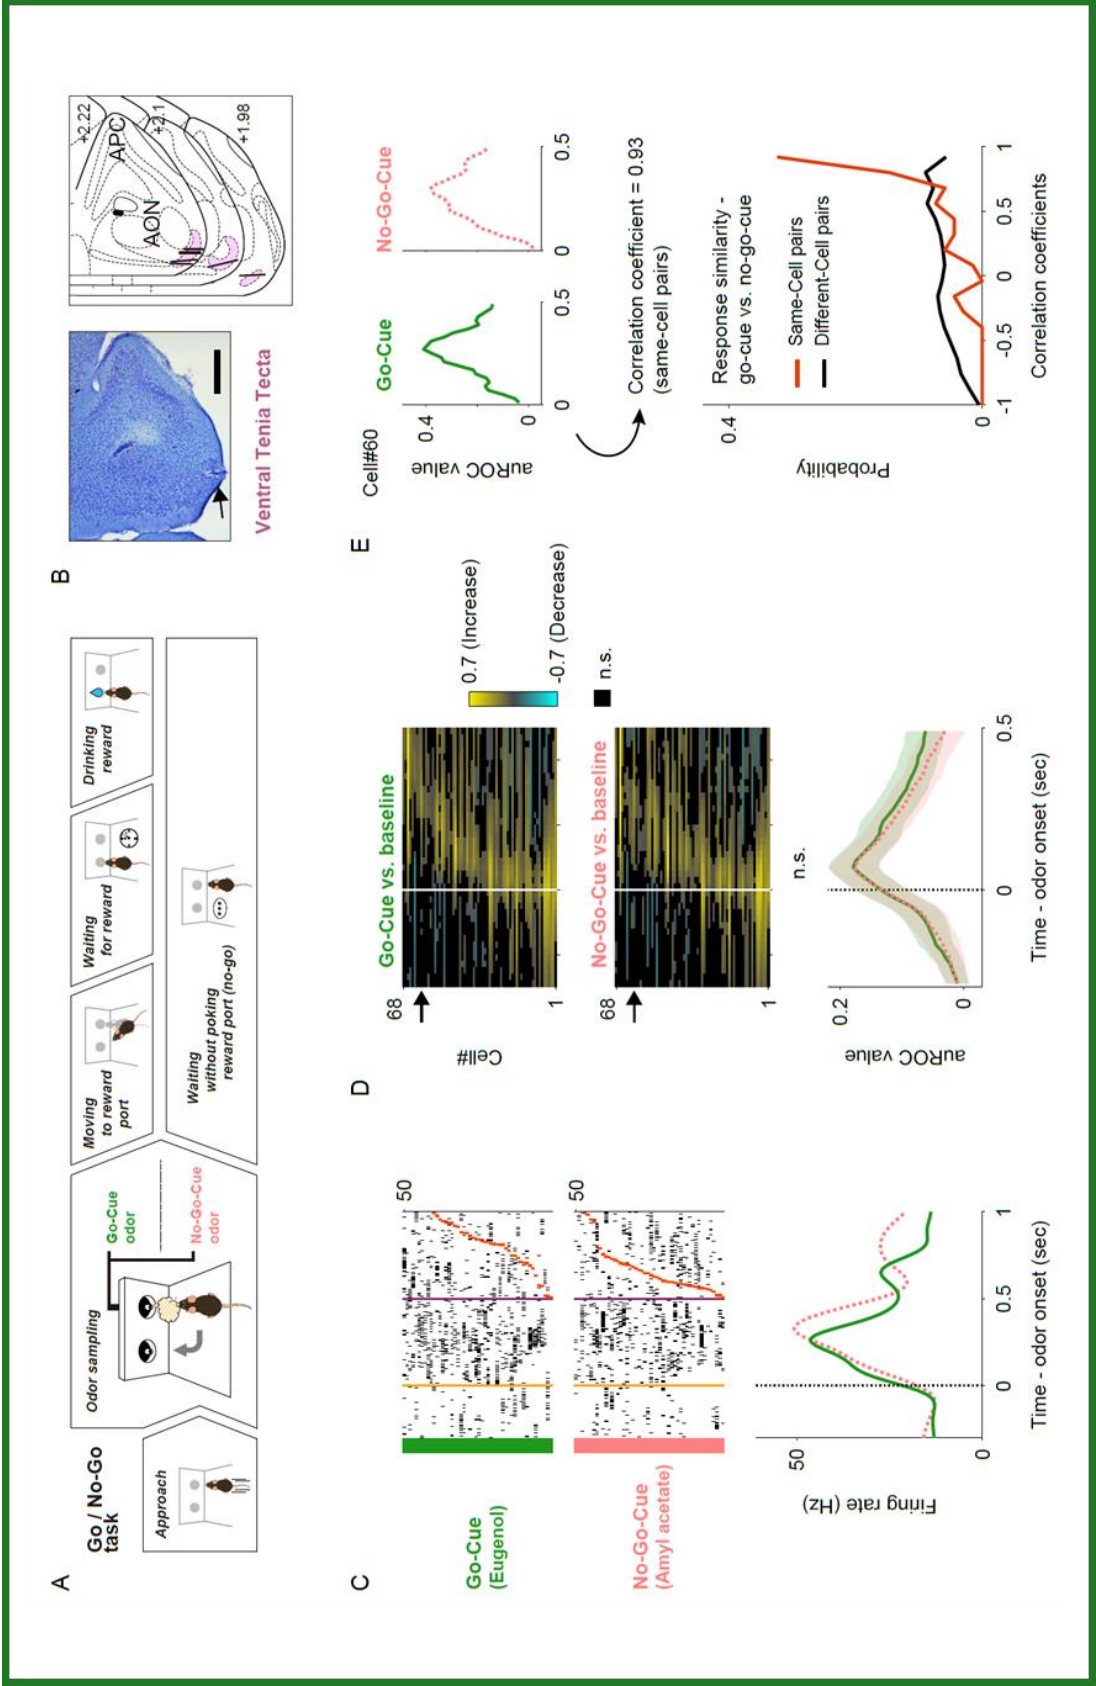 A
Go / No-Go
task
Approach
Odor sampling
Go-Cue
odor
No-Go-Cue
odor
Moving
to reward
port
Waiting
for reward
Drinking
reward
Waiting
without poking
reward port (no-go)
B
Ventral Tenia Tecta
+2.22
APC
+2.1
AON
+1.98
C
Go-Cue
(Eugenol)
50
No-Go-Cue
(Amyl acetate)
50
Firing rate (Hz)
50
0
0
0.5
1
Time - odor onset (sec)
D
Go-Cue vs. baseline
68
1
Cell#
No-Go-Cue vs. baseline
68
1
0.7 (Increase)
-0.7 (Decrease)
n.s.
n.s.
auROC value
0.2
0
0
0.5
Time - odor onset (sec)
E
Cell#60
Go-Cue
No-Go-Cue
auROC value
0.4
0
0
0.5
0
0.5
Correlation coefficient = 0.93
(same-cell pairs)
Response similarity -
go-cue vs. no-go-cue
Same-Cell pairs
Different-Cell pairs
Probability
0.4
0
-1
-0.5
0
0.5
1
Correlation coefficients